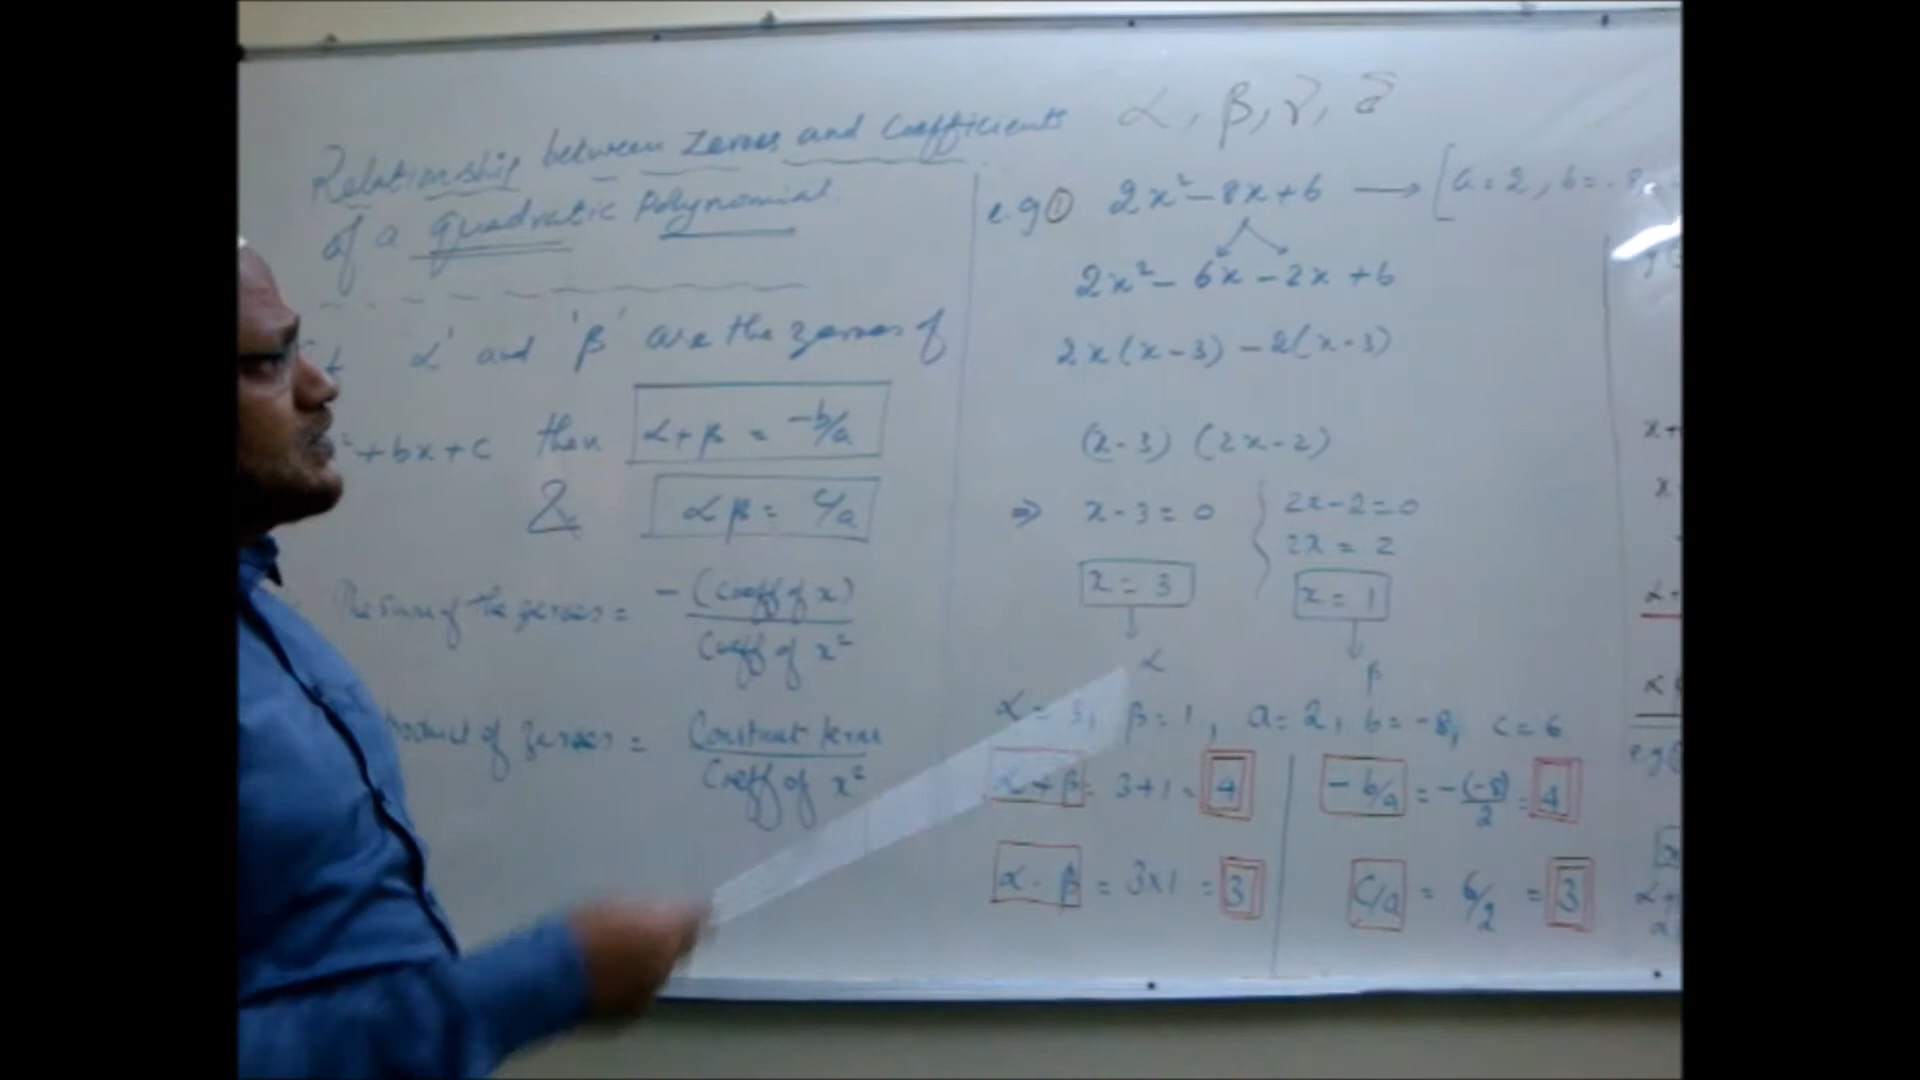 Relationship between Zeroes and Coefficients
of a quadratic Polynomial
'α' and 'β' are the zeroes of
²+bx+c then α+β = -b/a
& αβ = c/a
The sum of the zeroes = -(Coeff of x)
Coeff of x²
product of zeroes = Constant term
Coeff of x²
α, β, γ,
e.g ① 2x²-8x+6 → [a=2, b=-8,
2x²-6x-2x+6
2x(x-3)-2(x-3)
(x-3) (2x-2)
⇒ x-3=0 2x-2=0
2x=2
x=3 x=1
α β
α=3, β=1, a=2, b=-8, c=6
α+β = 3+1 = 4 -b/a = -(-8)/2 = 4
α.β = 3x1 = 3 c/a = 6/2 = 3
x+
x
α
e.g